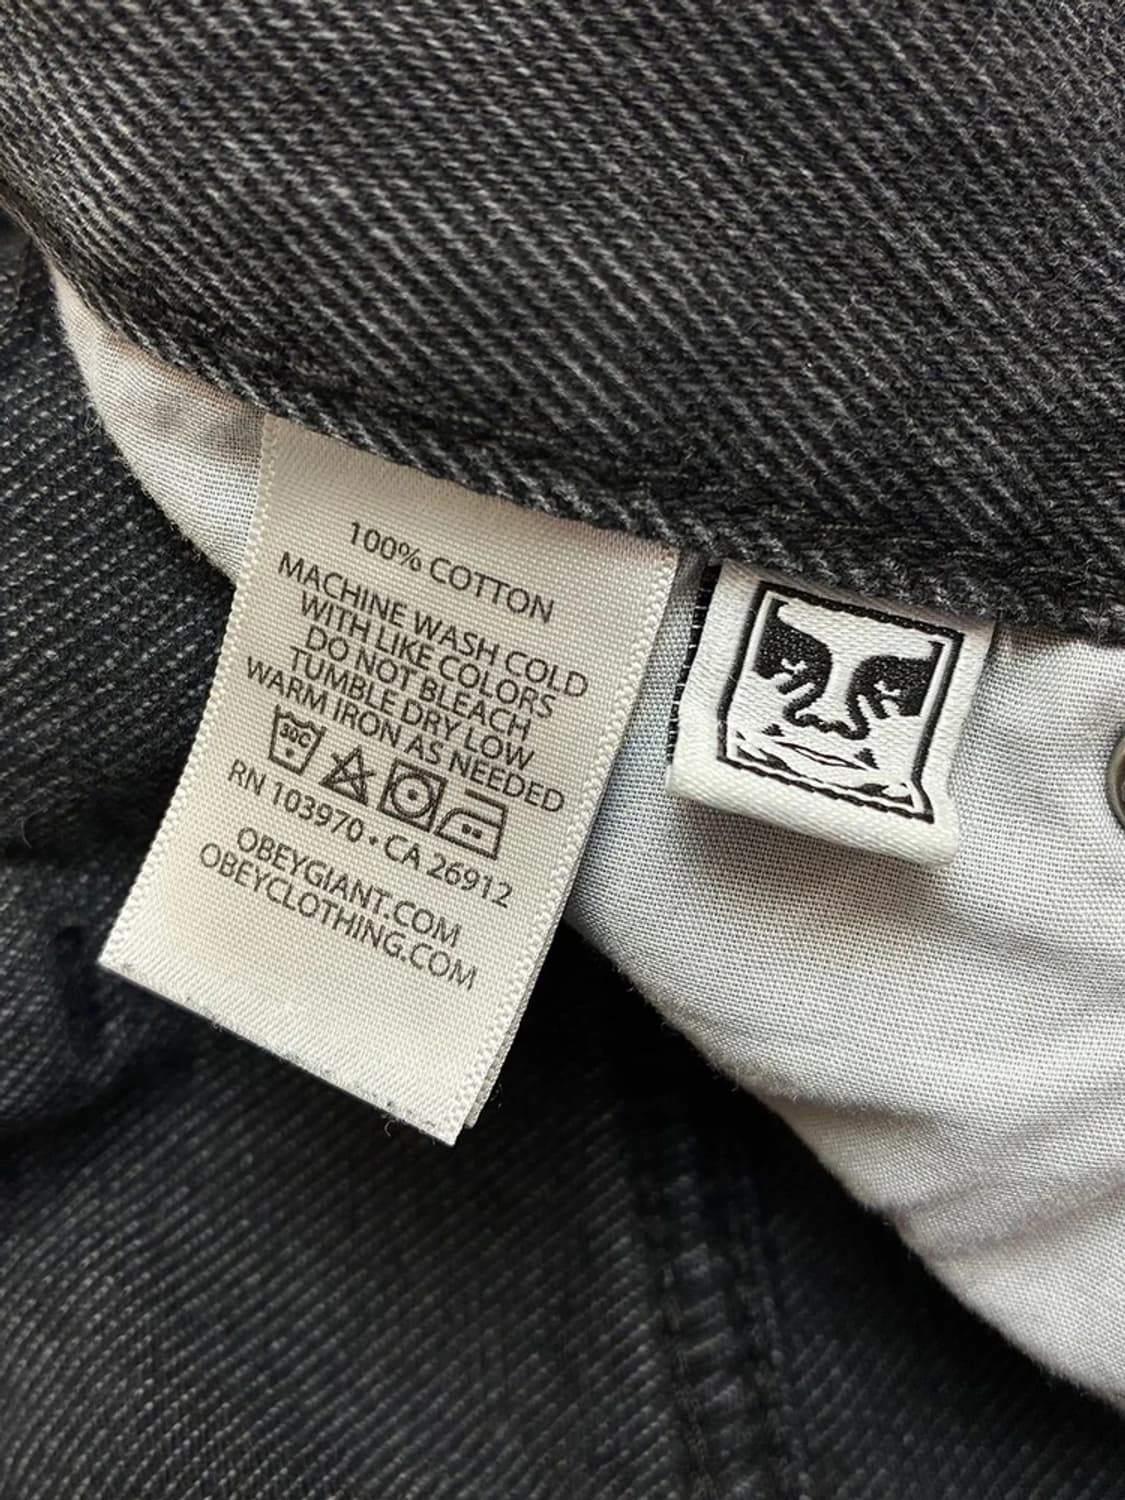 100% COTTON
MACHINE WASH COLD
WITH LIKE COLORS
DO NOT BLEACH
TUMBLE DRY LOW
WARM IRON AS NEEDED
30C
RN 103970 • CA 26912
OBEYGIANT.COM
OBEYCLOTHING.COM